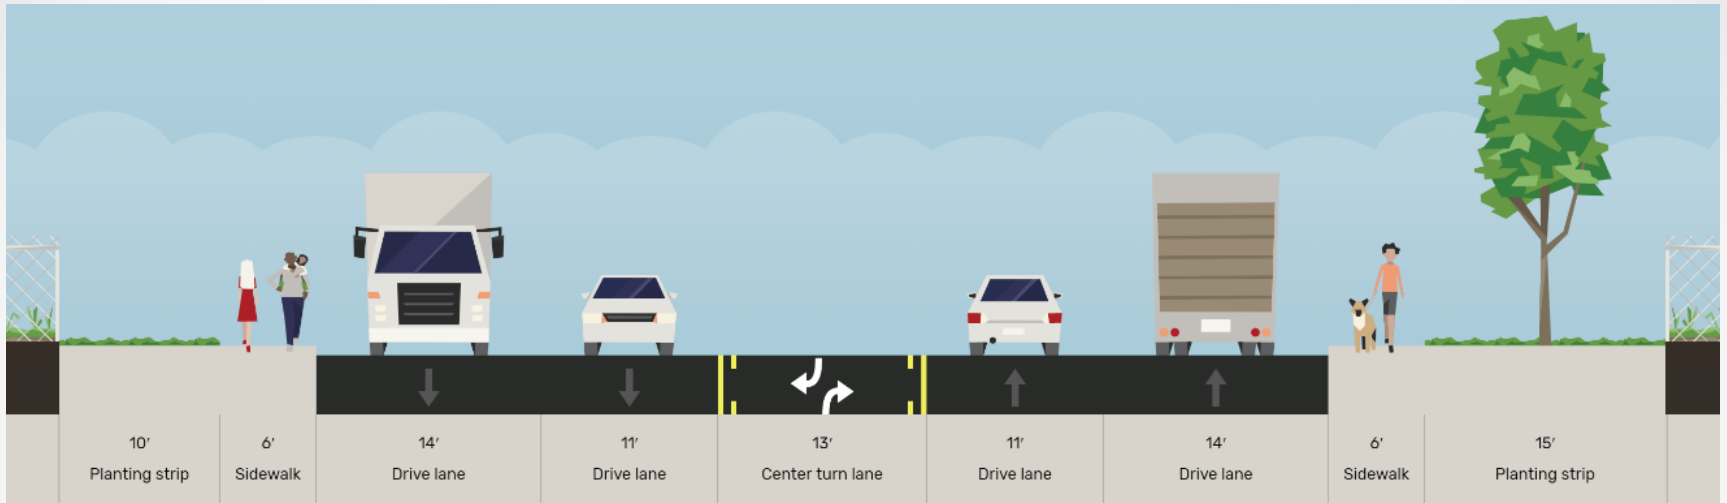 10′ 6′ 14′ 11′ 13′ 11′ 14′ 6′ 15′
Planting strip Sidewalk Drive lane Drive lane Center turn lane Drive lane Drive lane Sidewalk Planting strip